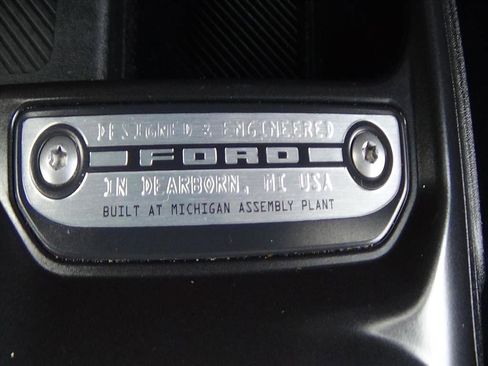 DESIGNED & ENGINEERED
FORD
IN DEARBORN, MI USA
BUILT AT MICHIGAN ASSEMBLY PLANT